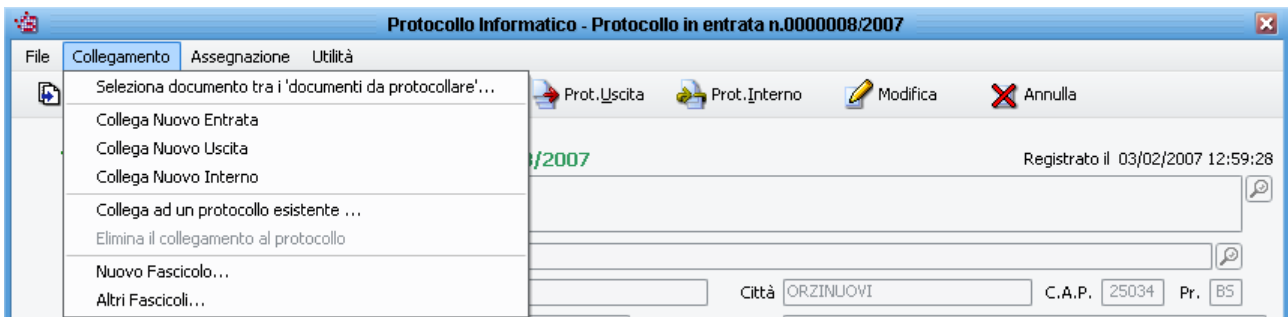 Protocollo Informatico - Protocollo in entrata n.0000008/2007
File Collegamento Assegnazione Utilità
Seleziona documento tra i 'documenti da protocollare'...
Prot.Uscita Prot.Interno Modifica Annulla
Collega Nuovo Entrata
Collega Nuovo Uscita
/2007 Registrato il 03/02/2007 12:59:28
Collega Nuovo Interno
Collega ad un protocollo esistente ...
Elimina il collegamento al protocollo
Nuovo Fascicolo...
Altri Fascicoli...
Città ORZINUOVI C.A.P. 25034 Pr. BS